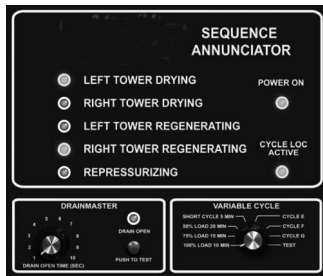 SEQUENCE
ANNUNCIATOR
LEFT TOWER DRYING
RIGHT TOWER DRYING
LEFT TOWER REGENERATING
RIGHT TOWER REGENERATING
REPRESSURIZING
POWER ON
CYCLE LOC
ACTIVE
DRAINMASTER
1 2 3 4 5 6 7 8 9 10
DRAIN OPEN TIME (SEC)
DRAIN OPEN
PUSH TO TEST
VARIABLE CYCLE
SHORT CYCLE 5 MIN
50% LOAD 20 MIN
75% LOAD 15 MIN
100% LOAD 10 MIN
CYCLE E
CYCLE F
CYCLE G
TEST